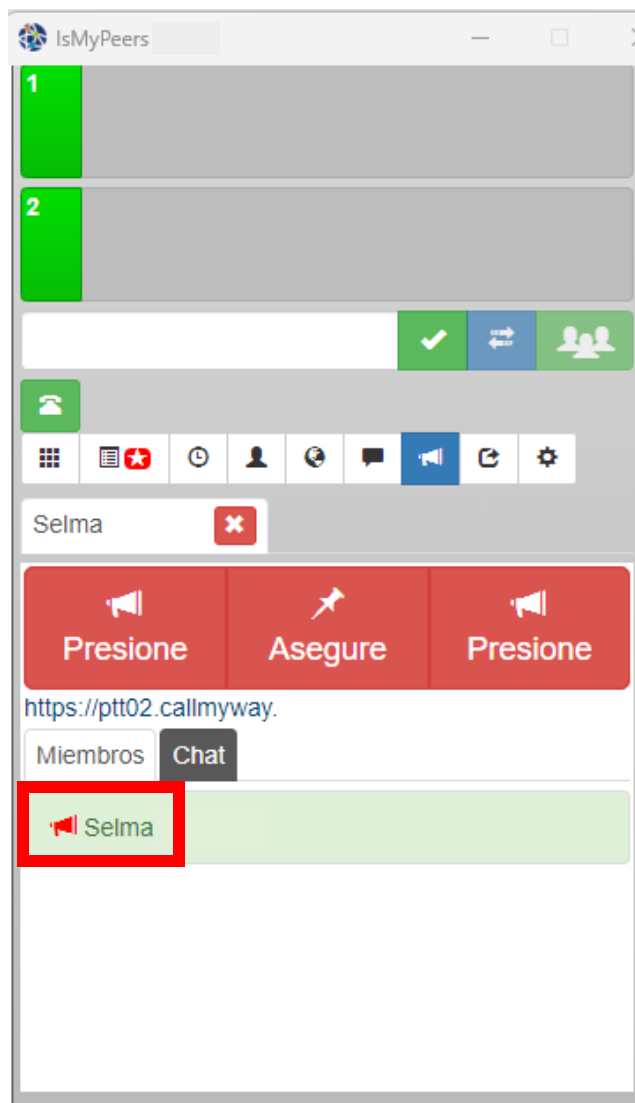 IsMyPeers
1
2
Selma
Presione Asegure Presione
https://ptt02.callmyway.
Miembros Chat
Selma